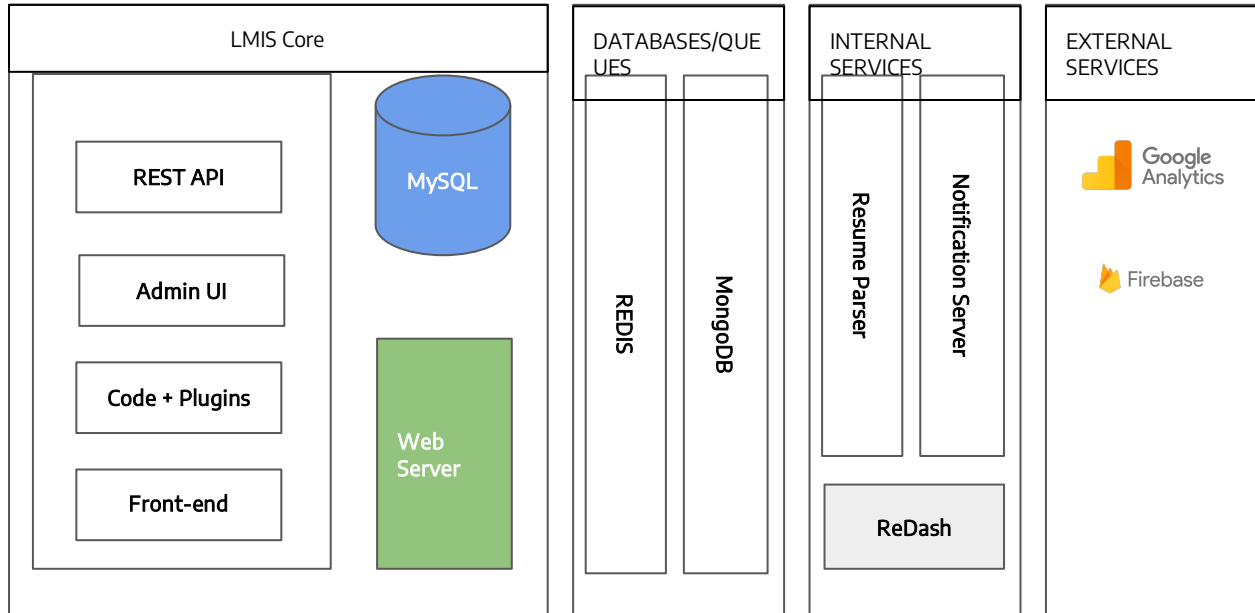 LMIS Core
REST API
Admin UI
Code + Plugins
Front-end
MySQL
Web
Server
DATABASES/QUE
UES
REDIS
MongoDB
INTERNAL
SERVICES
Resume Parser
Notification Server
ReDash
EXTERNAL
SERVICES
Google
Analytics
Firebase